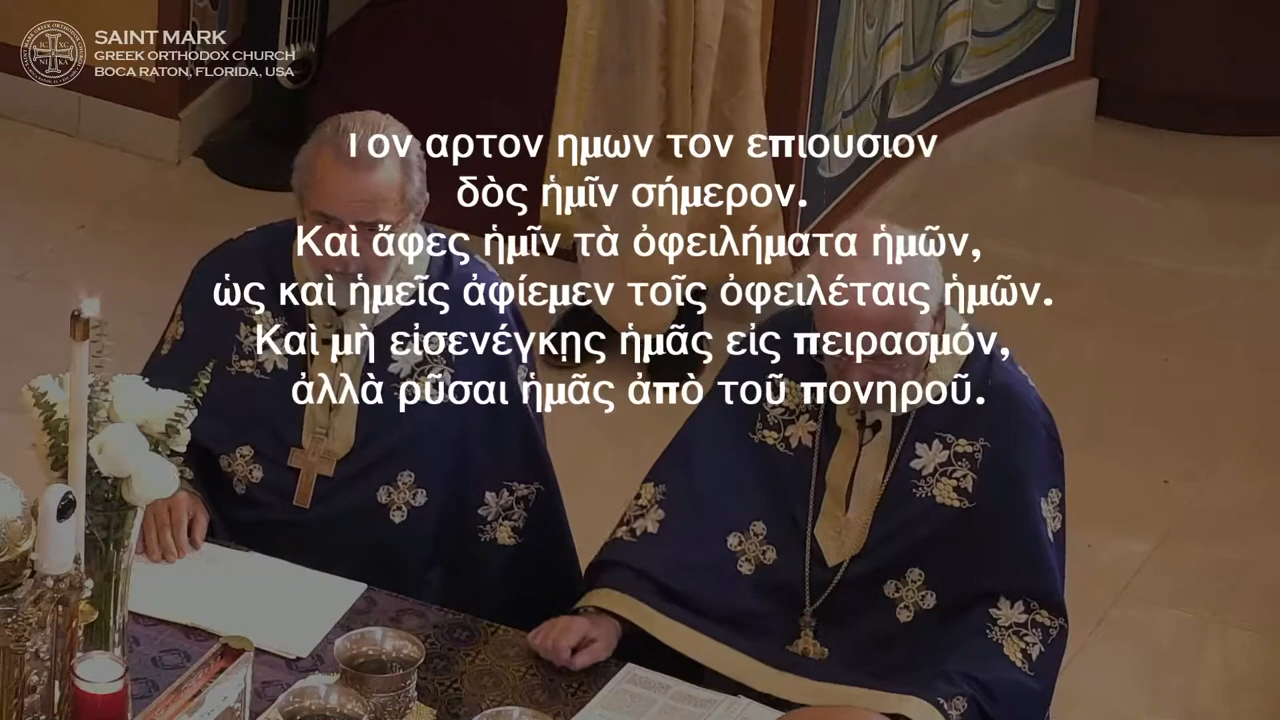 SAINT MARK
GREEK ORTHODOX CHURCH
BOCA RATON, FLORIDA, USA
Τον αρτον ημων τον επιουσιον
δὸς ἡμῖν σήμερον.
Καὶ ἄφες ἡμῖν τὰ ὀφειλήματα ἡμῶν,
ὡς καὶ ἡμεῖς ἀφίεμεν τοῖς ὀφειλέταις ἡμῶν.
Καὶ μὴ εἰσενέγκῃς ἡμᾶς εἰς πειρασμόν,
ἀλλὰ ρῦσαι ἡμᾶς ἀπὸ τοῦ πονηροῦ.